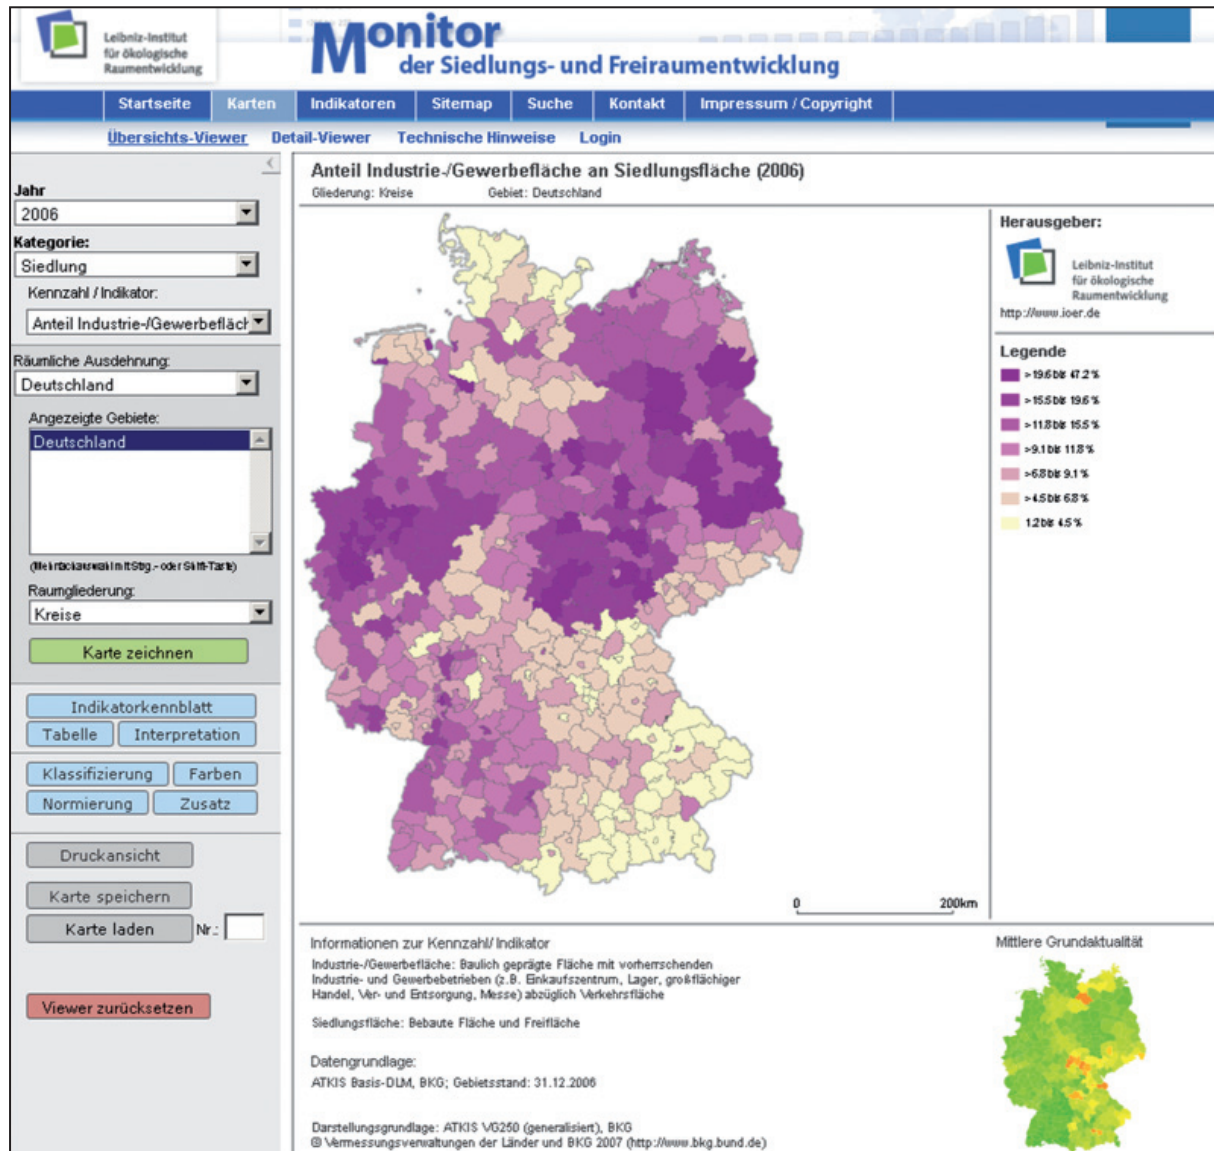 Leibniz-Institut
für ökologische
Raumentwicklung
Monitor
der Siedlungs- und Freiraumentwicklung
Startseite Karten Indikatoren Sitemap Suche Kontakt Impressum / Copyright
Übersichts-Viewer Detail-Viewer Technische Hinweise Login
Jahr
2006
Kategorie:
Siedlung
Kennzahl / Indikator:
Anteil Industrie-/Gewerbefläch
Räumliche Ausdehnung:
Deutschland
Angezeigte Gebiete:
Deutschland
(Mehrfachauswahl mit Strg.- oder Shift-Taste)
Raumgliederung:
Kreise
Karte zeichnen
Indikatorkennblatt
Tabelle Interpretation
Klassifizierung Farben
Normierung Zusatz
Druckansicht
Karte speichern
Karte laden Nr.:
Viewer zurücksetzen
Anteil Industrie-/Gewerbefläche an Siedlungsfläche (2006)
Gliederung: Kreise Gebiet: Deutschland
0 200km
Herausgeber:
Leibniz-Institut
für ökologische
Raumentwicklung
http://www.ioer.de
Legende
>19.6 bis 47.2 %
>15.5 bis 19.6 %
>11.8 bis 15.5 %
>9.1 bis 11.8 %
>6.8 bis 9.1 %
>4.5 bis 6.8 %
1.2 bis 4.5 %
Informationen zur Kennzahl/ Indikator
Industrie-/Gewerbefläche: Baulich geprägte Fläche mit vorherrschenden
Industrie- und Gewerbebetrieben (z.B. Einkaufszentrum, Lager, großflächiger
Handel, Ver- und Entsorgung, Messe) abzüglich Verkehrsfläche
Siedlungsfläche: Bebaute Fläche und Freifläche
Datengrundlage:
ATKIS Basis-DLM, BKG; Gebietsstand: 31.12.2006
Darstellungsgrundlage: ATKIS VG250 (generalisiert), BKG
© Vermessungsverwaltungen der Länder und BKG 2007 (http://www.bkg.bund.de)
Mittlere Grundaktualität